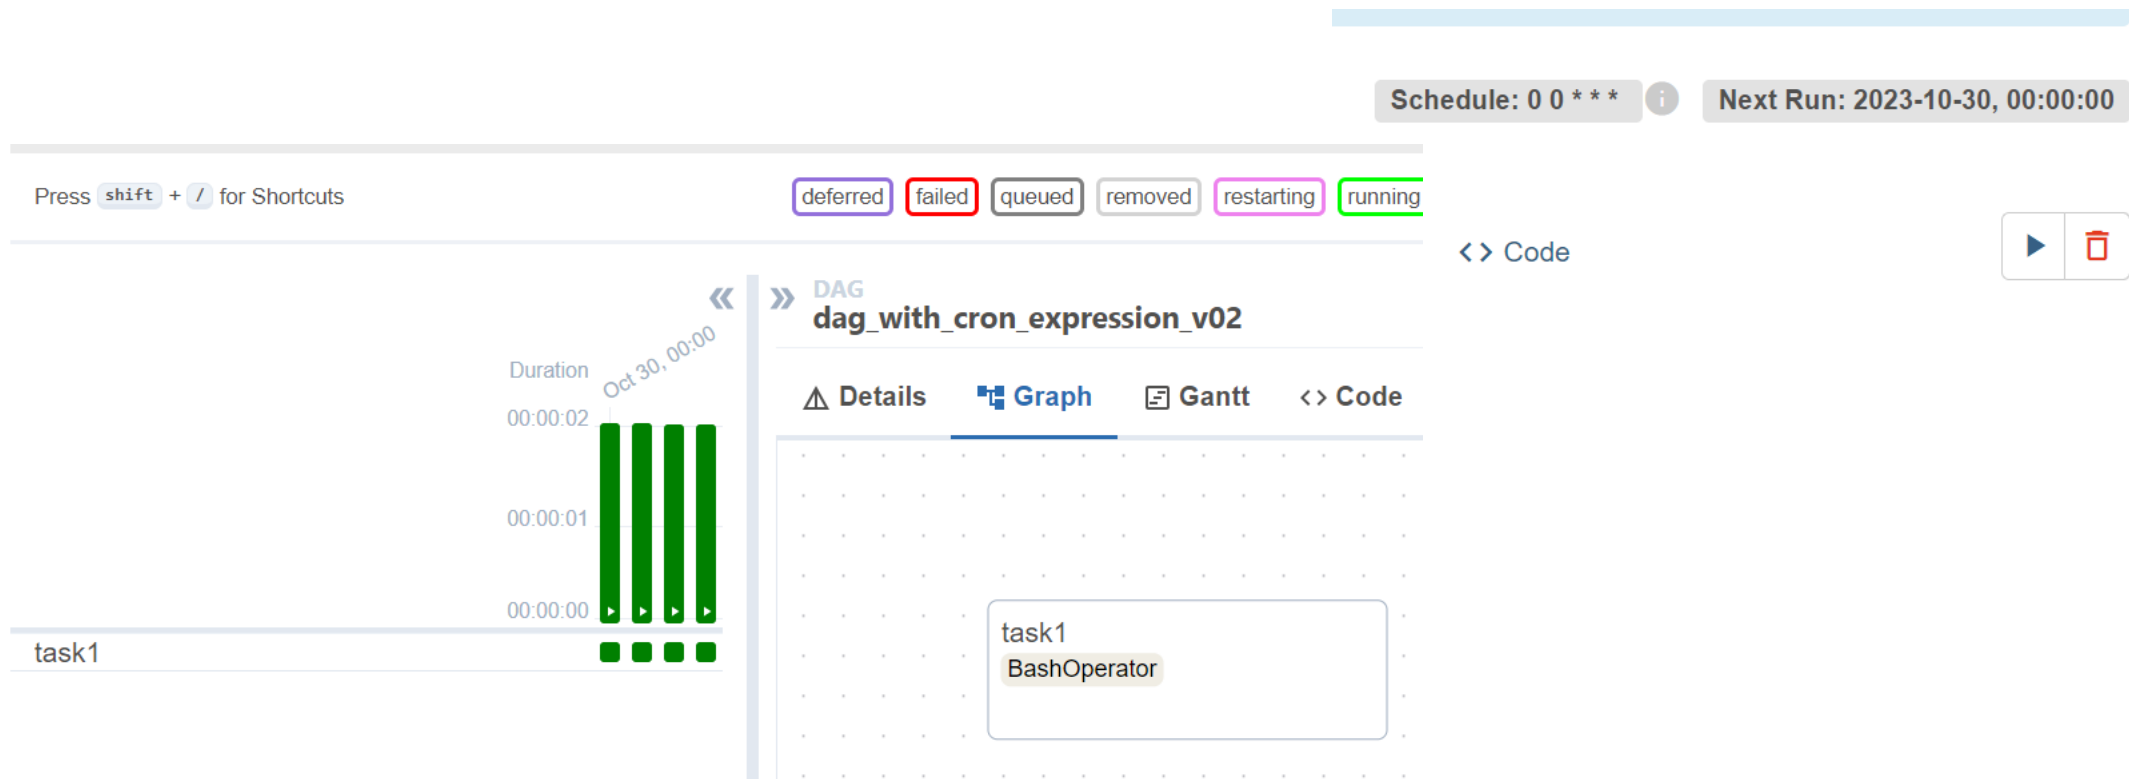 Schedule: 0 0 * * *
Next Run: 2023-10-30, 00:00:00
Press shift + / for Shortcuts
deferred failed queued removed restarting running
Code
DAG
dag_with_cron_expression_v02
Details Graph Gantt Code
Duration
Oct 30, 00:00
00:00:02
00:00:01
00:00:00
task1
task1
BashOperator